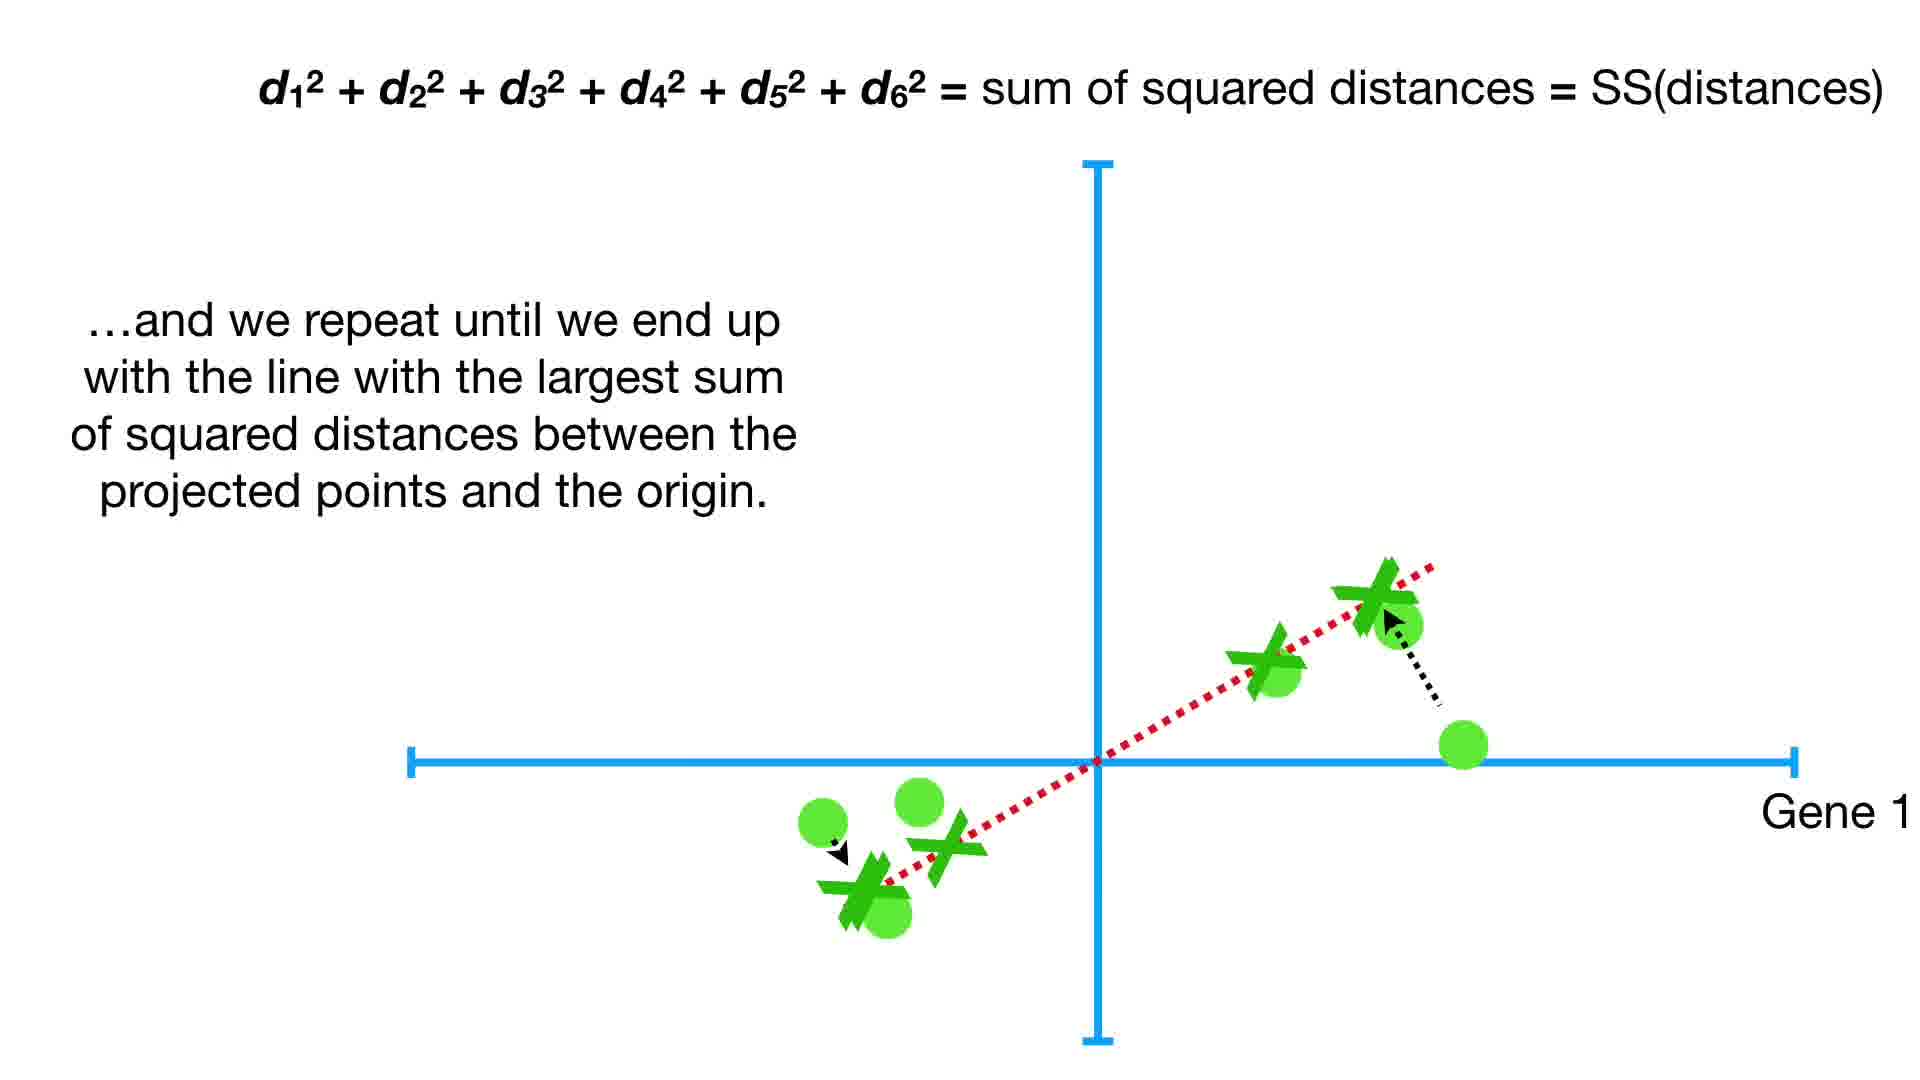 d₁² + d₂² + d₃² + d₄² + d₅² + d₆² = sum of squared distances = SS(distances)
…and we repeat until we end up
with the line with the largest sum
of squared distances between the
projected points and the origin.
Gene 1